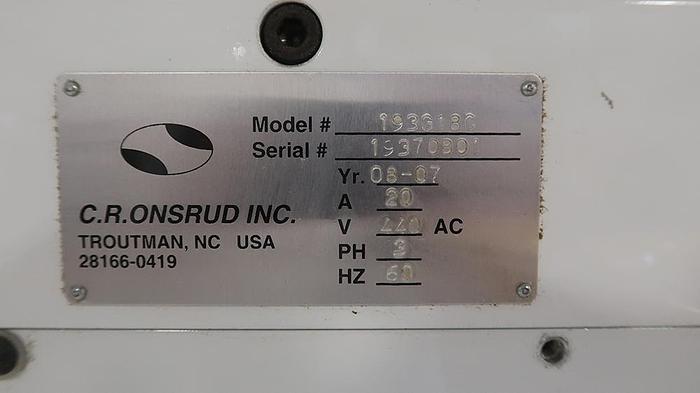 Model # 193G18G
Serial # 19370801
Yr. 08-07
A 20
V 440 AC
PH 3
HZ 60
C.R.ONSRUD INC.
TROUTMAN, NC USA
28166-0419